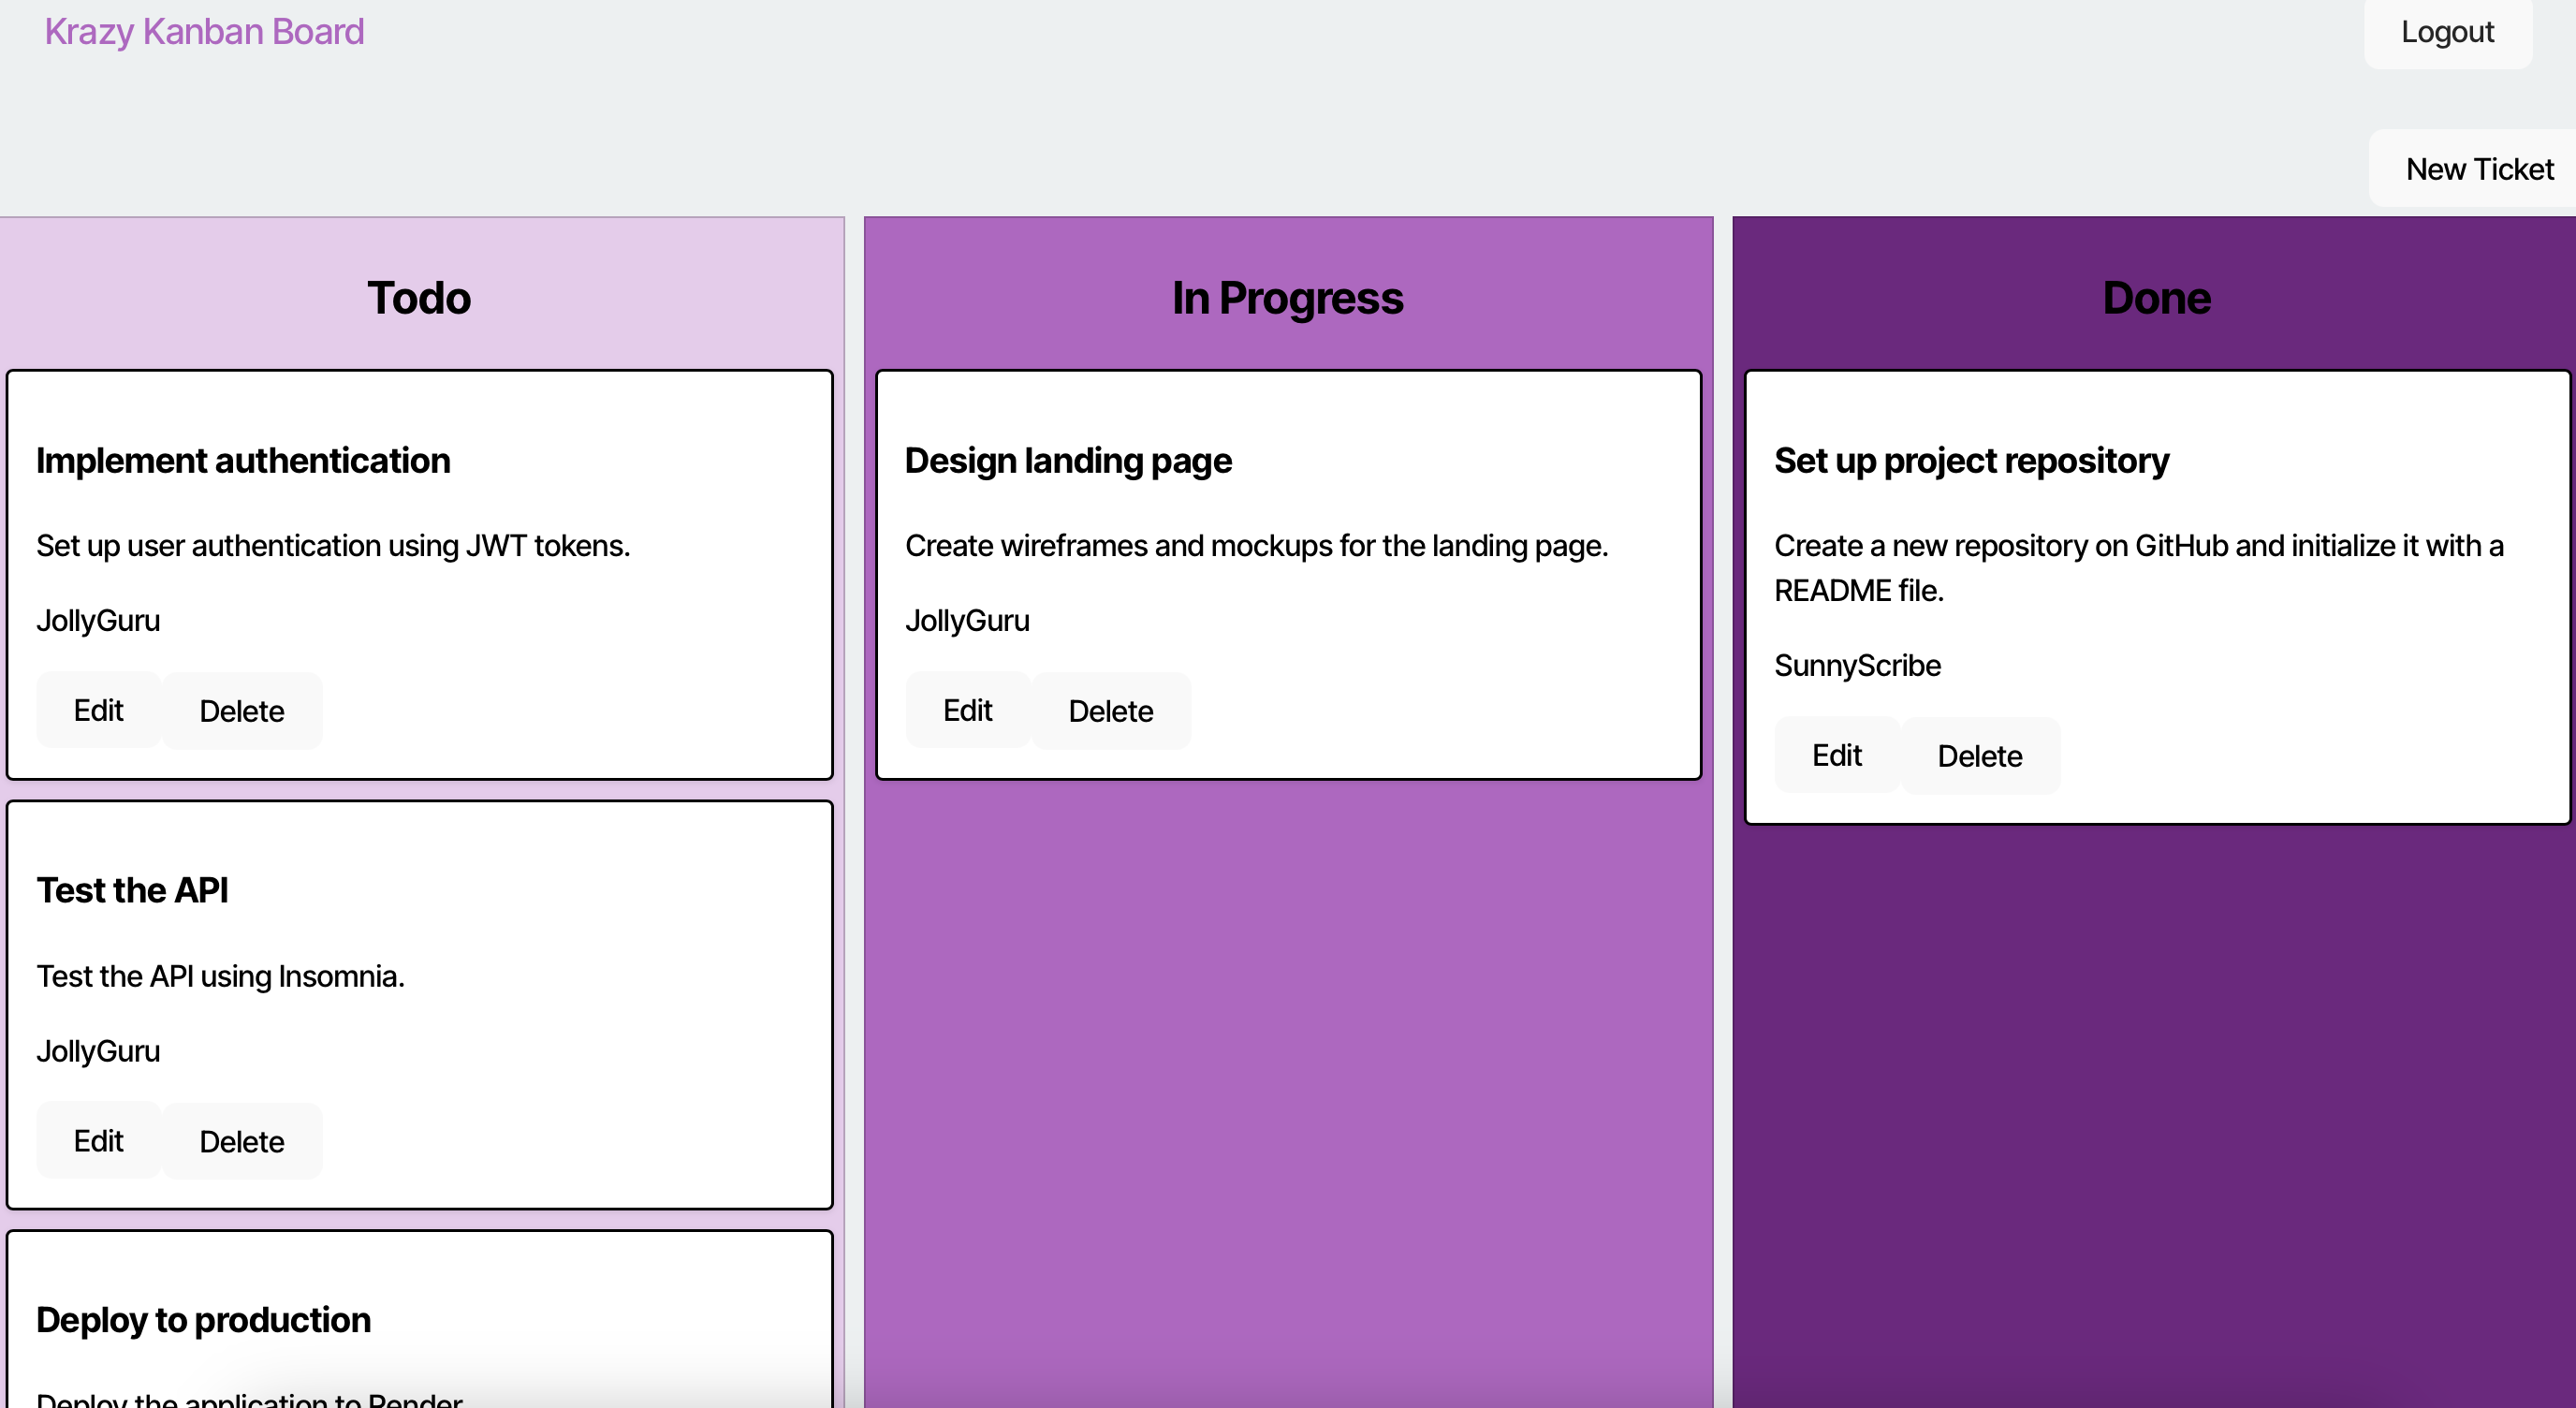 Krazy Kanban Board
Logout
New Ticket
Todo
Implement authentication
Set up user authentication using JWT tokens.
JollyGuru
Edit
Delete
Test the API
Test the API using Insomnia.
JollyGuru
Edit
Delete
Deploy to production
Deploy the application to Render
In Progress
Design landing page
Create wireframes and mockups for the landing page.
JollyGuru
Edit
Delete
Done
Set up project repository
Create a new repository on GitHub and initialize it with a
README file.
SunnyScribe
Edit
Delete